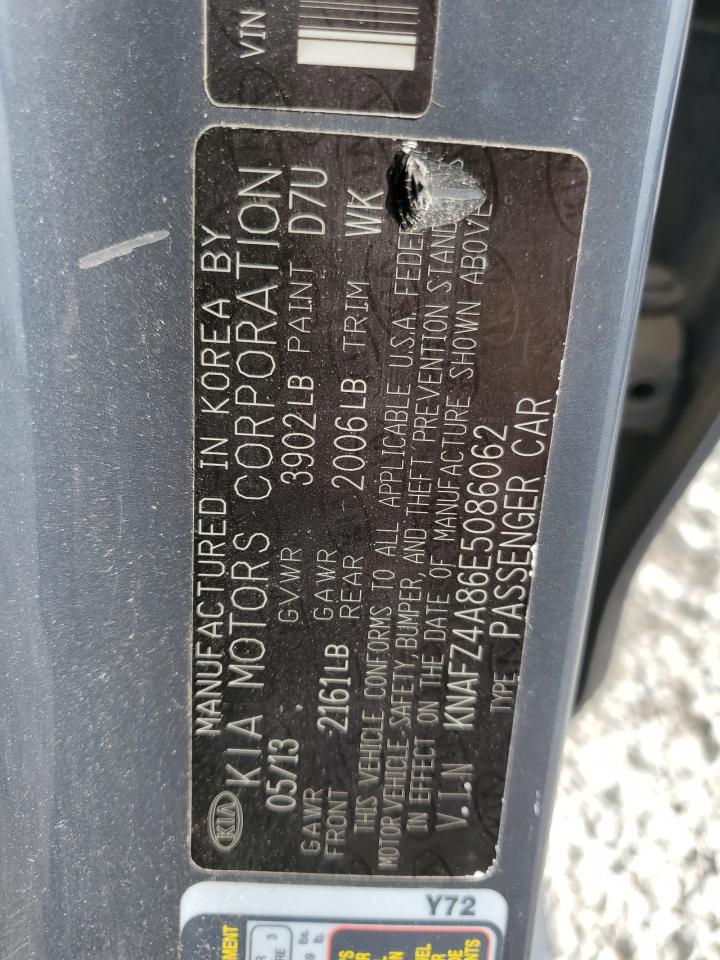 VIN
MANUFACTURED IN KOREA BY
KIA KIA MOTORS CORPORATION
05/13 GVWR 3902LB PAINT D7U
GAWR FRONT 2161LB GAWR REAR 2006LB TRIM WK
THIS VEHICLE CONFORMS TO ALL APPLICABLE U.S.A. FEDER
MOTOR VEHICLE SAFETY, BUMPER, AND THEFT PREVENTION STAND
IN EFFECT ON THE DATE OF MANUFACTURE SHOWN ABOVE
V.I.N KNAFZ4A86E5086062
TYPE PASSENGER CAR
Y72